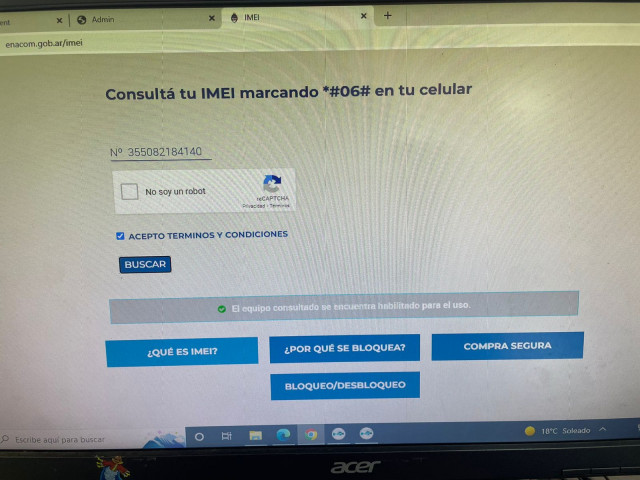 Admin
IMEI
enacom.gob.ar/imei
Consultá tu IMEI marcando *#06# en tu celular
Nº 355082184140
No soy un robot
reCAPTCHA
Privacidad - Términos
ACEPTO TERMINOS Y CONDICIONES
BUSCAR
El equipo consultado se encuentra habilitado para el uso.
¿QUÉ ES IMEI?
¿POR QUÉ SE BLOQUEA?
COMPRA SEGURA
BLOQUEO/DESBLOQUEO
Escribe aquí para buscar
18°C Soleado
acer